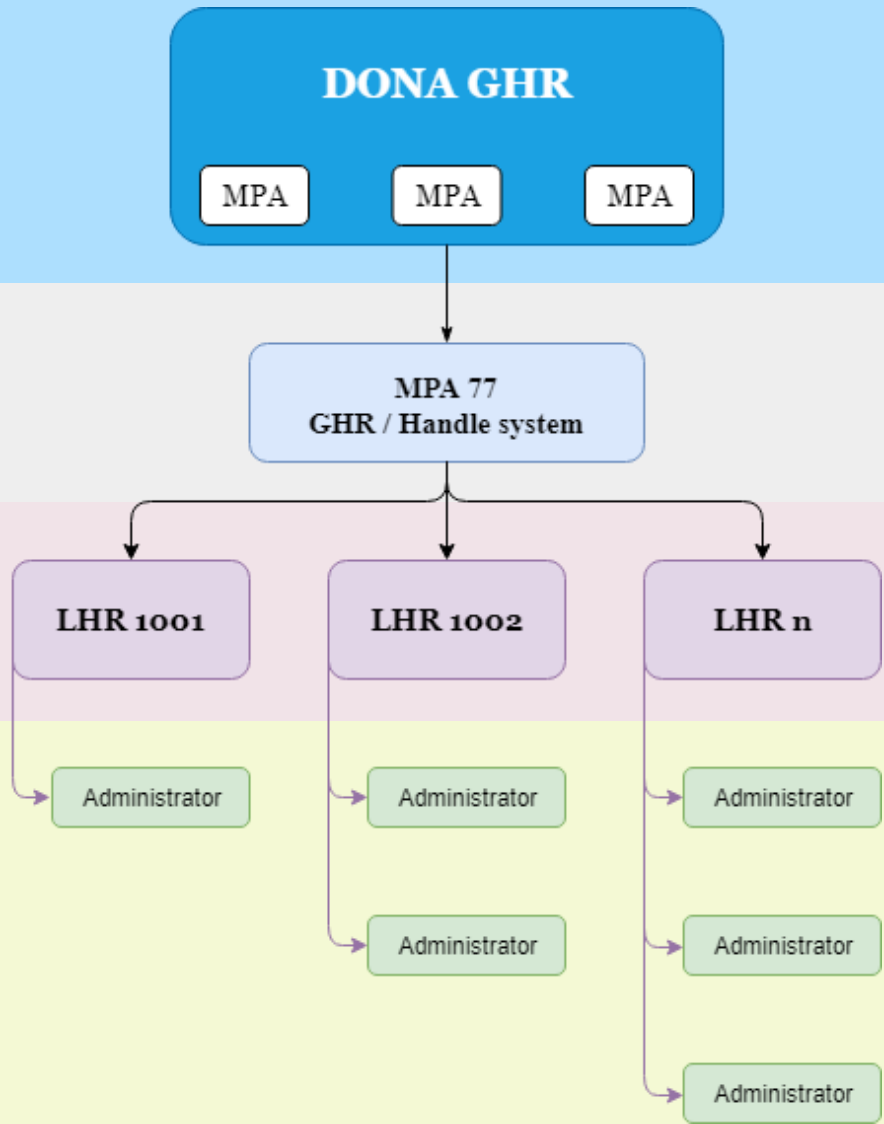 DONA GHR
MPA
MPA
MPA
MPA 77
GHR / Handle system
LHR 1001
LHR 1002
LHR n
Administrator
Administrator
Administrator
Administrator
Administrator
Administrator